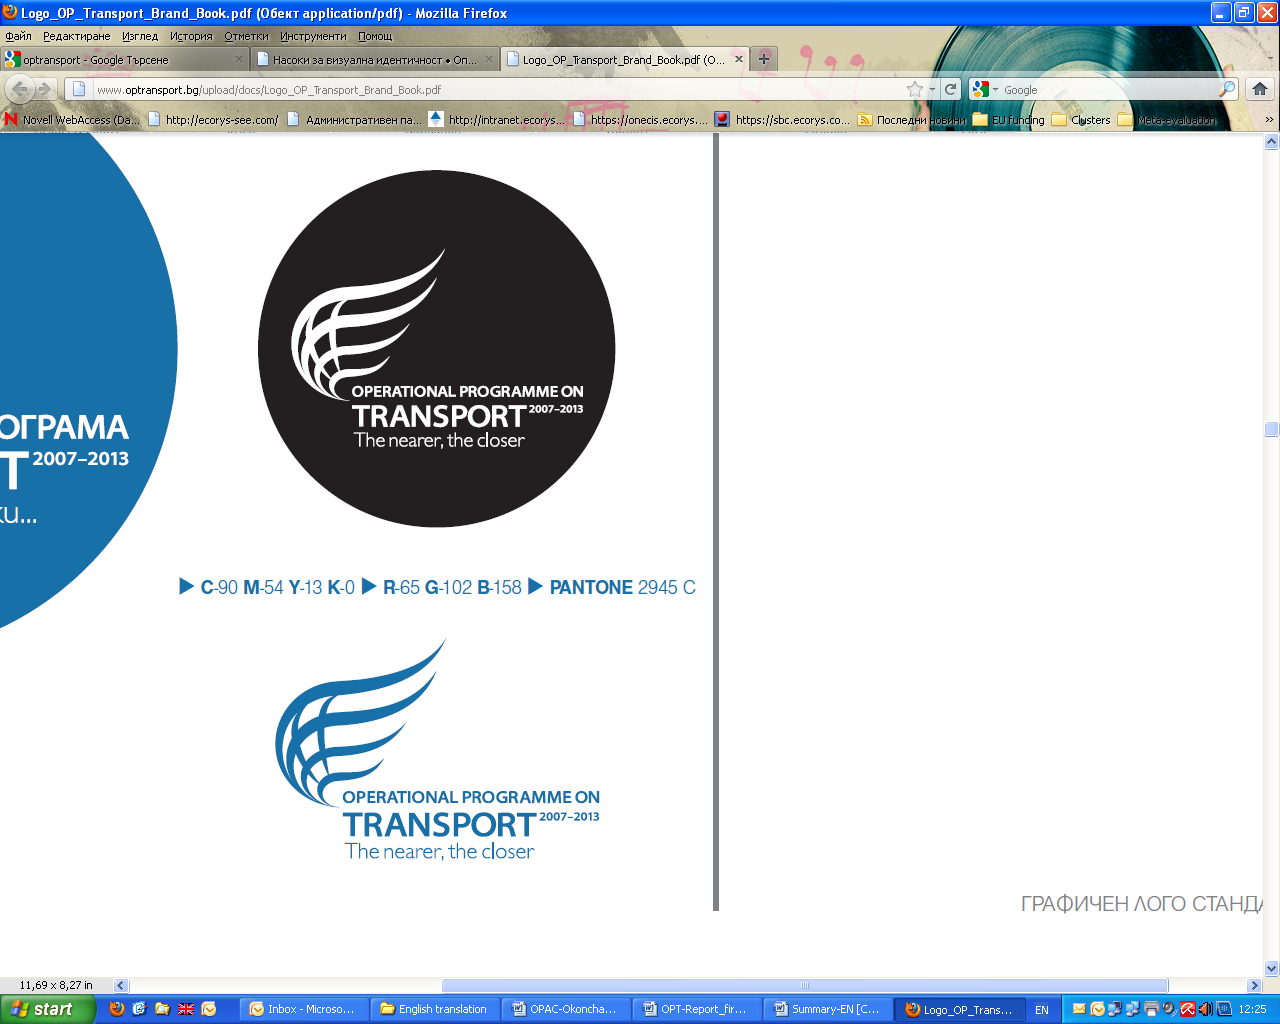 Logo_OP_Transport_Brand_Book.pdf (Обект application/pdf) - Mozilla Firefox
Файл Редактиране Изглед История Отметки Инструменти Помощ
optransport - Google Търсене
Насоки за визуална идентичност • Оп...
Logo_OP_Transport_Brand_Book.pdf (О...
www.optransport.bg/upload/docs/Logo_OP_Transport_Brand_Book.pdf
Google
Novell WebAccess (Da... http://ecorys-see.com/ Административен па... http://intranet.ecorys.... https://onecis.ecorys.... https://sbc.ecorys.co... Последни новини EU funding Clusters Meta-evaluation »
OPERATIONAL PROGRAMME ON
TRANSPORT 2007–2013
The nearer, the closer
ОГРАМА
Т 2007–2013
ки...
C-90 M-54 Y-13 K-0 R-65 G-102 B-158 PANTONE 2945 C
OPERATIONAL PROGRAMME ON
TRANSPORT 2007–2013
The nearer, the closer
ГРАФИЧЕН ЛОГО СТАНДА
11,69 x 8,27 in
start Inbox - Microso... English translation OPAC-Okoncha... OPT-Report_fir... Summary-EN [C... Logo_OP_Trans... EN 12:25